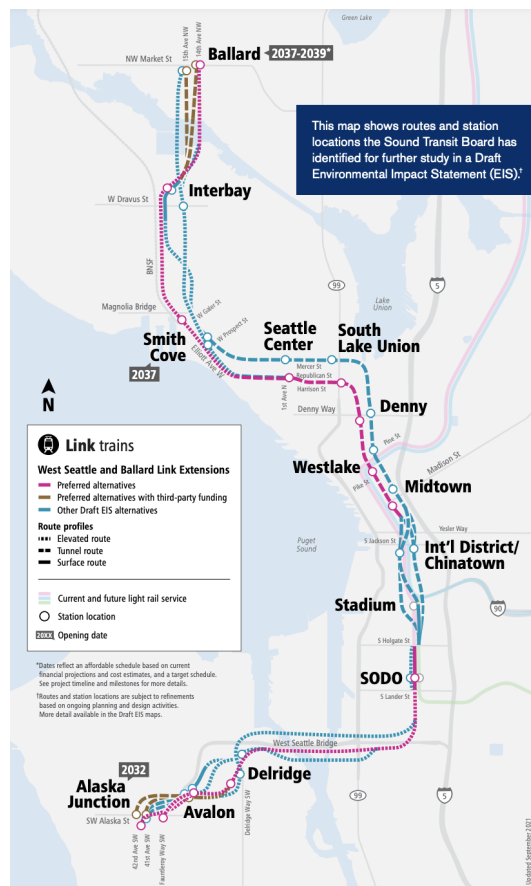 Green Lake
15th Ave NW
14th Ave NW
NW Market St
Ballard
2037-2039*
This map shows routes and station
locations the Sound Transit Board has
identified for further study in a Draft
Environmental Impact Statement (EIS).†
Interbay
W Dravus St
BNSF
99
5
Lake
Union
Magnolia Bridge
W Galer St
W Prospect St
Smith
Cove
2037
Elliott Ave W
Seattle
Center
South
Lake Union
Mercer St
Republican St
Harrison St
1st Ave N
Denny Way
Denny
N
Pine St
Westlake
Pike St
Madison St
Midtown
Link trains
West Seattle and Ballard Link Extensions
Preferred alternatives
Preferred alternatives with third-party funding
Other Draft EIS alternatives
Route profiles
Elevated route
Tunnel route
Surface route
Current and future light rail service
Station location
20XX Opening date
Puget
Sound
Yesler Way
S Jackson St
Int'l District/
Chinatown
Stadium
90
S Holgate St
SODO
S Lander St
*Dates reflect an affordable schedule based on current
financial projections and cost estimates, and a target schedule.
See project timeline and milestones for more details.
†Routes and station locations are subject to refinements
based on ongoing planning and design activities.
More detail available in the Draft EIS maps.
West Seattle Bridge
2032
Alaska
Junction
Delridge
Avalon
SW Alaska St
Delridge Way SW
99
5
42nd Ave SW
41st Ave SW
Fauntleroy Way SW
Updated September 2021